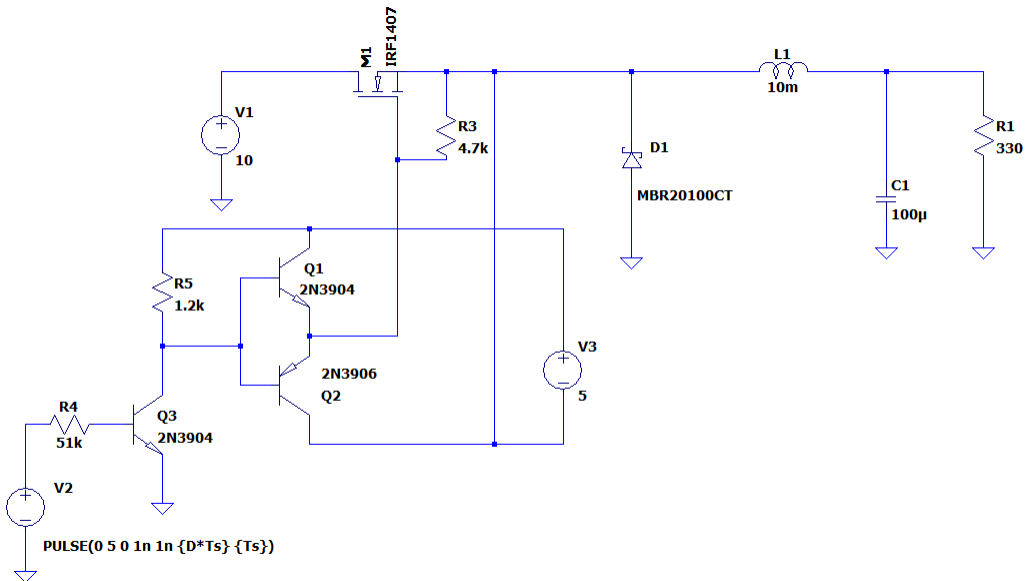 M1
IRF1407
L1
10m
V1
10
R3
4.7k
D1
MBR20100CT
R1
330
C1
100µ
R5
1.2k
Q1
2N3904
V3
5
2N3906
Q2
R4
51k
Q3
2N3904
V2
PULSE(0 5 0 1n 1n {D*Ts} {Ts})